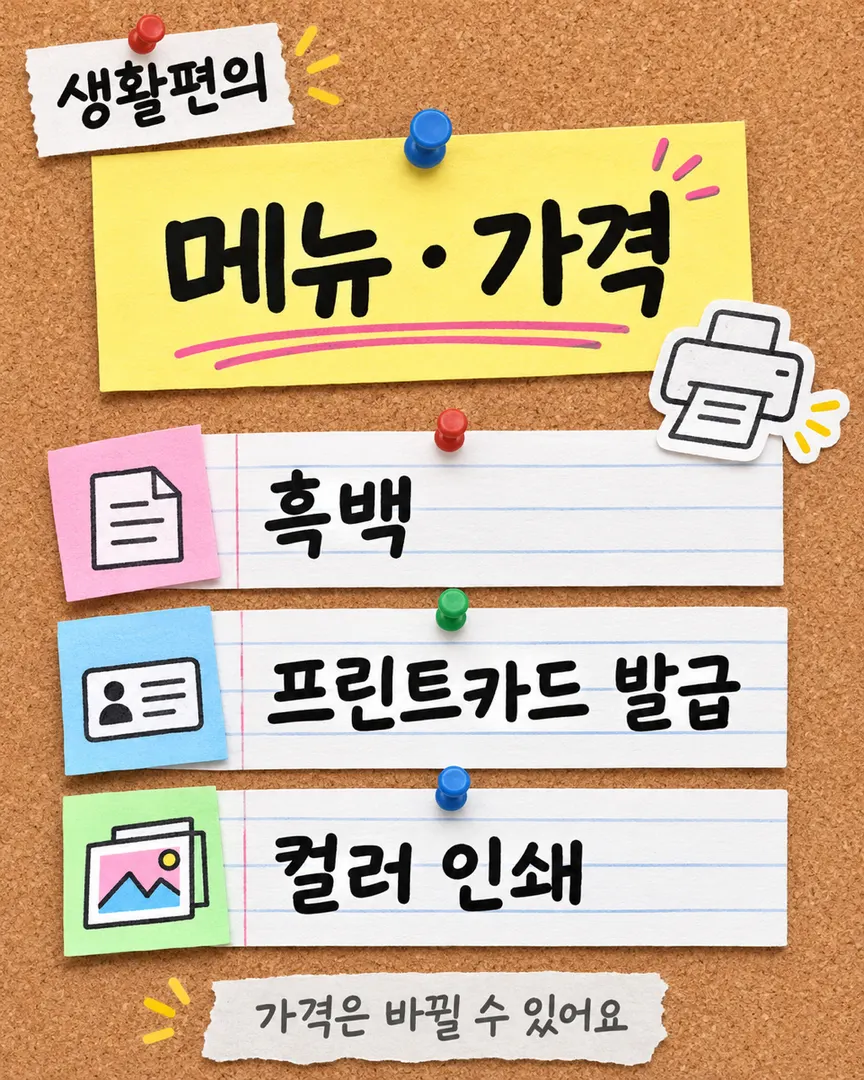 생활편의
메뉴·가격
흑백
프린트카드 발급
컬러 인쇄
가격은 바뀔 수 있어요